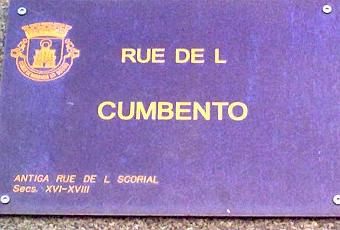 RUE DE L
CUMBENTO
ANTIGA RUE DE L SCORIAL
Secs. XVI-XVIII